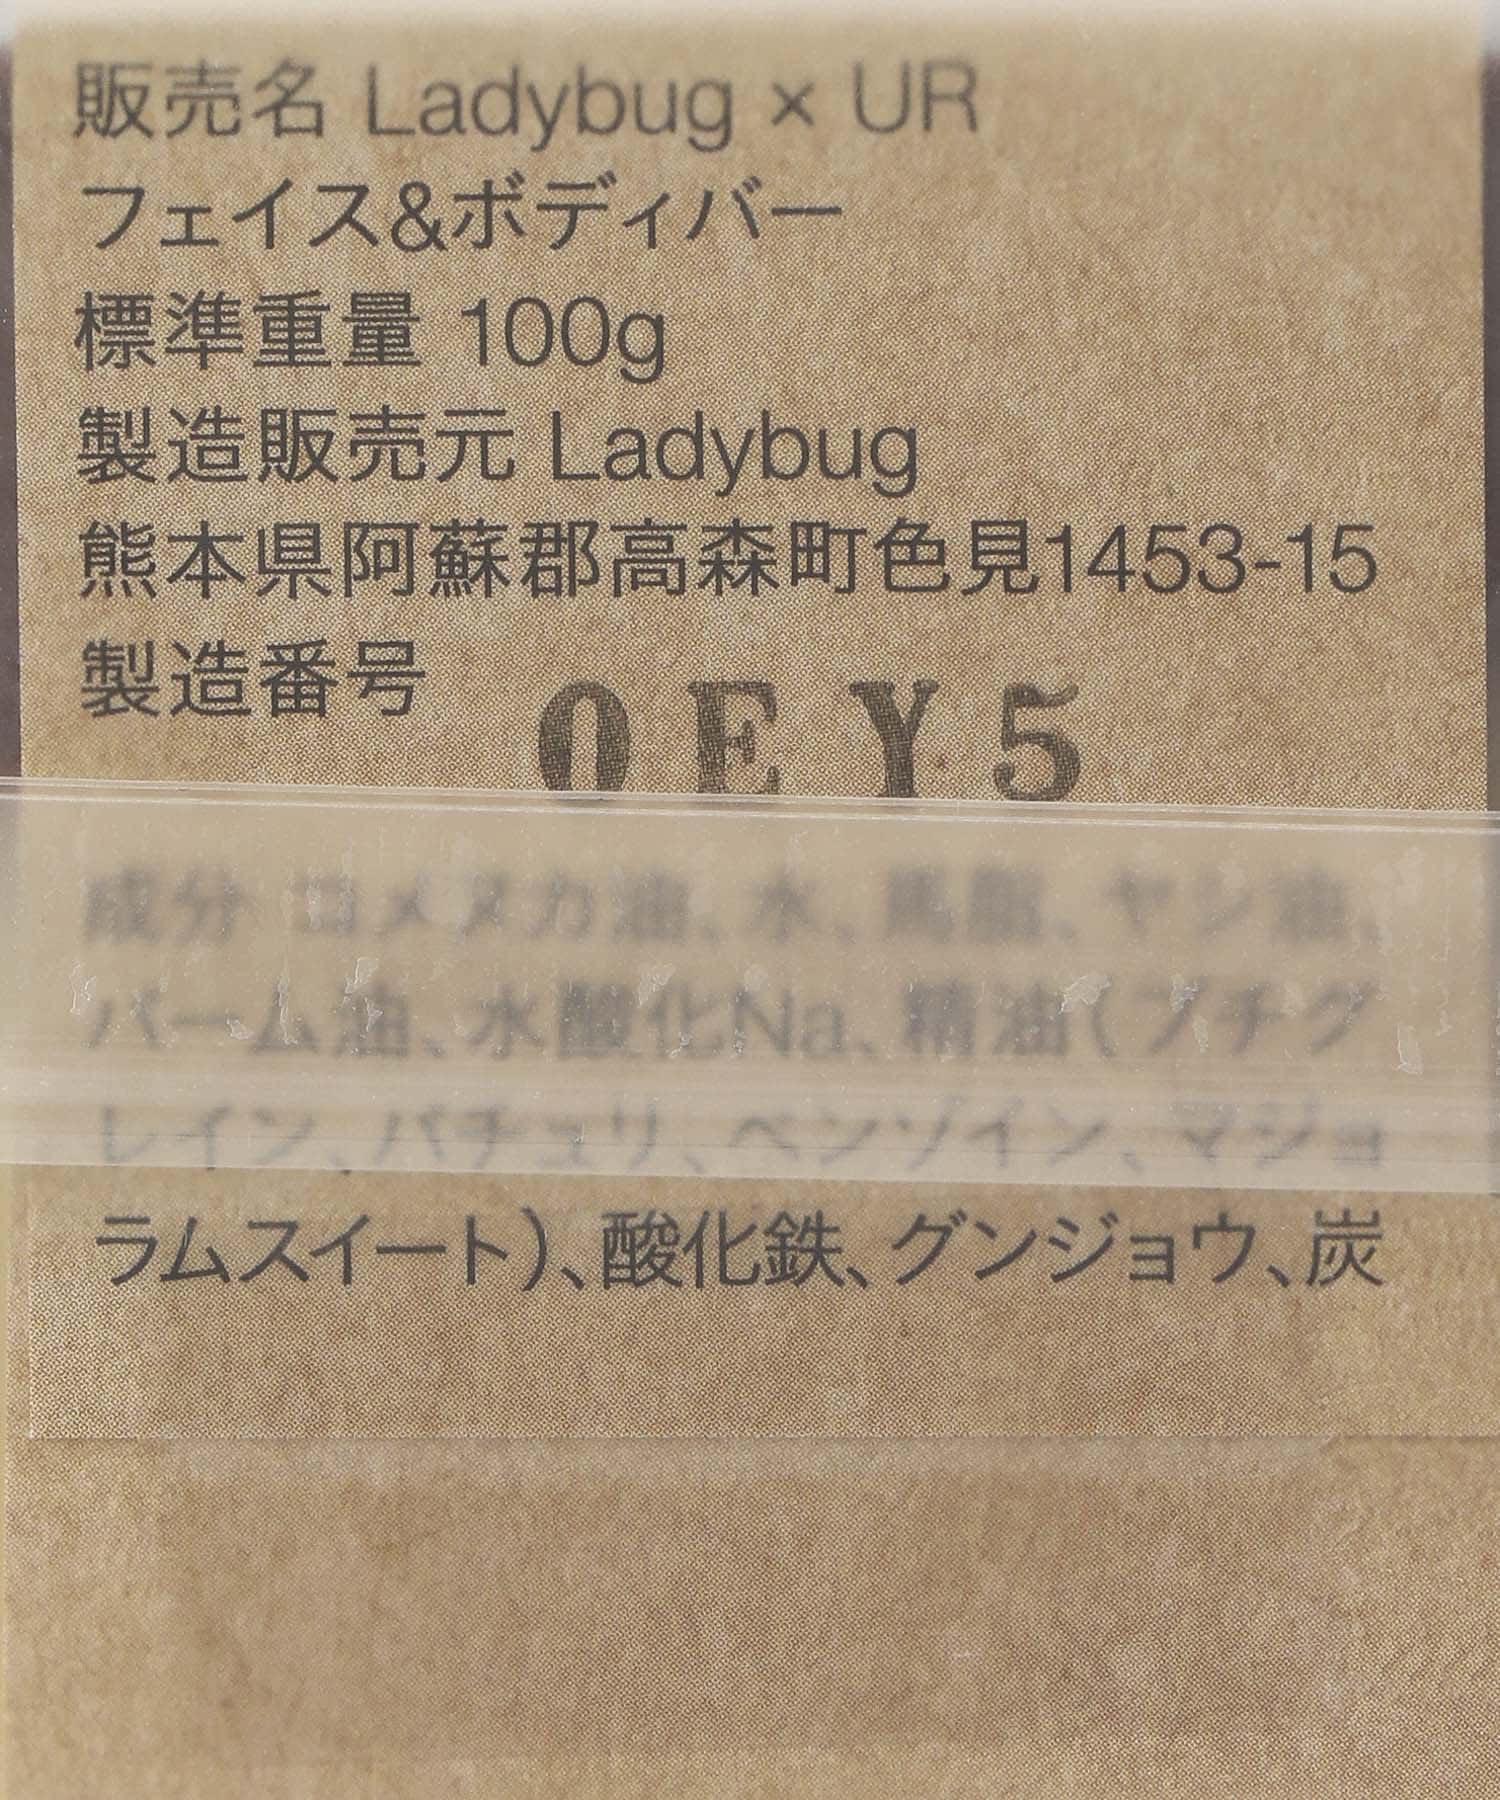 販売名 Ladybug × UR
フェイス&ボディバー
標準重量 100g
製造販売元 Ladybug
熊本県阿蘇郡高森町色見1453-15
製造番号 0EY5
成分 コメヌカ油、水、馬脂、ヤシ油、
パーム油、水酸化Na、精油(プチグ
レイン、パチュリ、ベンゾイン、マジョ
ラムスイート)、酸化鉄、グンジョウ、炭